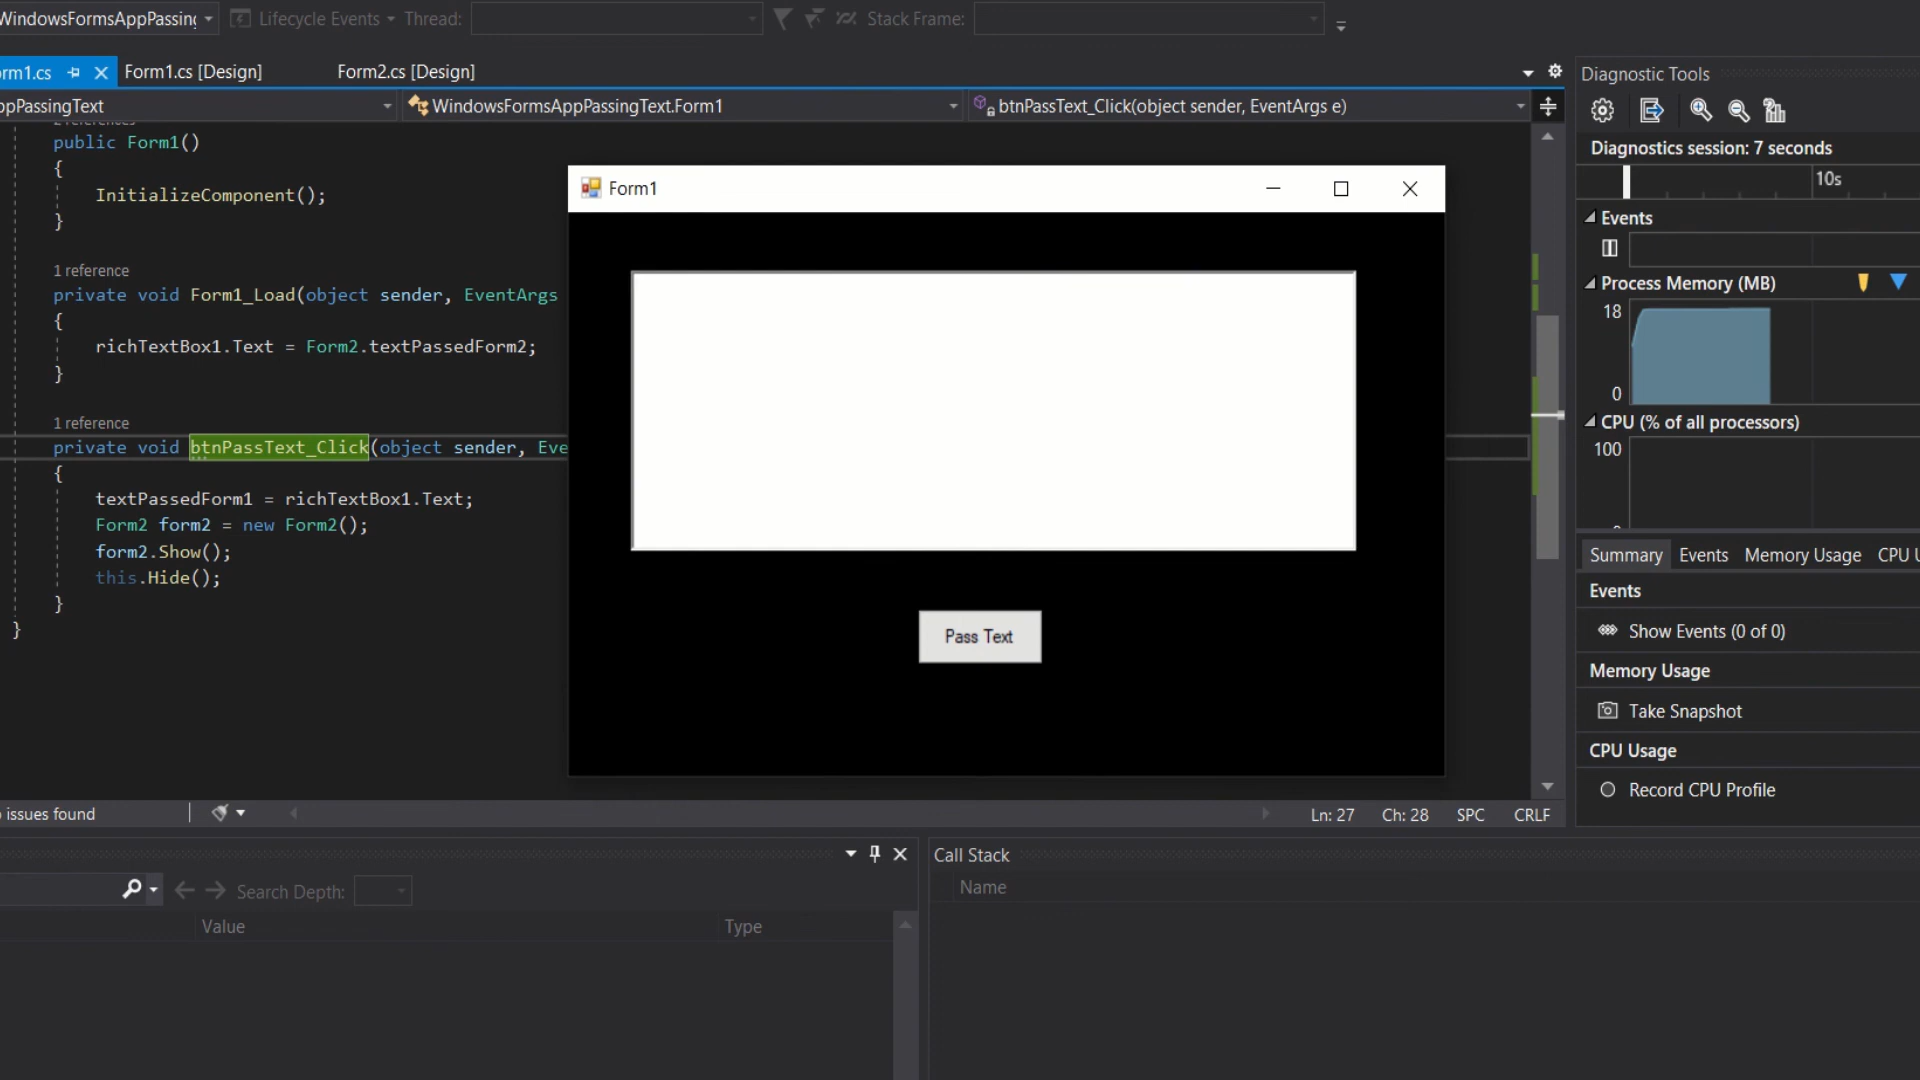 WindowsFormsAppPassing Lifecycle Events Thread: Stack Frame:
orm1.cs Form1.cs [Design] Form2.cs [Design]
ppPassingText WindowsFormsAppPassingText.Form1 btnPassText_Click(object sender, EventArgs e)
public Form1()
{
InitializeComponent();
}
1 reference
private void Form1_Load(object sender, EventArgs
{
richTextBox1.Text = Form2.textPassedForm2;
}
1 reference
private void btnPassText_Click(object sender, Eve
{
textPassedForm1 = richTextBox1.Text;
Form2 form2 = new Form2();
form2.Show();
this.Hide();
}
}
Form1
Pass Text
issues found
Ln: 27 Ch: 28 SPC CRLF
Diagnostic Tools
Diagnostics session: 7 seconds
10s
Events
Process Memory (MB)
18
0
CPU (% of all processors)
100
Summary Events Memory Usage CPU U
Events
Show Events (0 of 0)
Memory Usage
Take Snapshot
CPU Usage
Record CPU Profile
Search Depth:
Value Type
Call Stack
Name